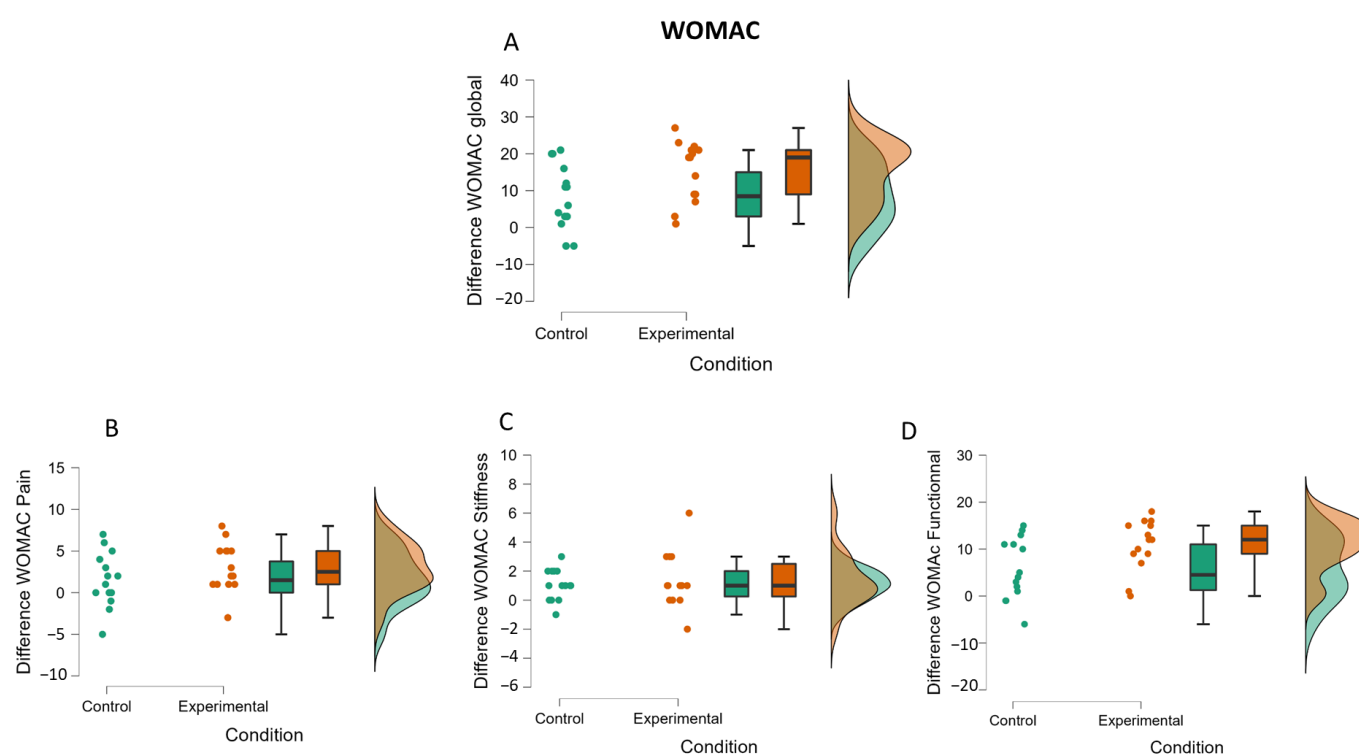 WOMAC
A
Difference WOMAC global
40
30
20
10
0
−10
−20
Control Experimental
Condition
B
Difference WOMAC Pain
15
10
5
0
−5
−10
Control Experimental
Condition
C
Difference WOMAC Stiffness
10
8
6
4
2
0
−2
−4
−6
Control Experimental
Condition
D
Difference WOMAc Functionnal
30
20
10
0
−10
−20
Control Experimental
Condition